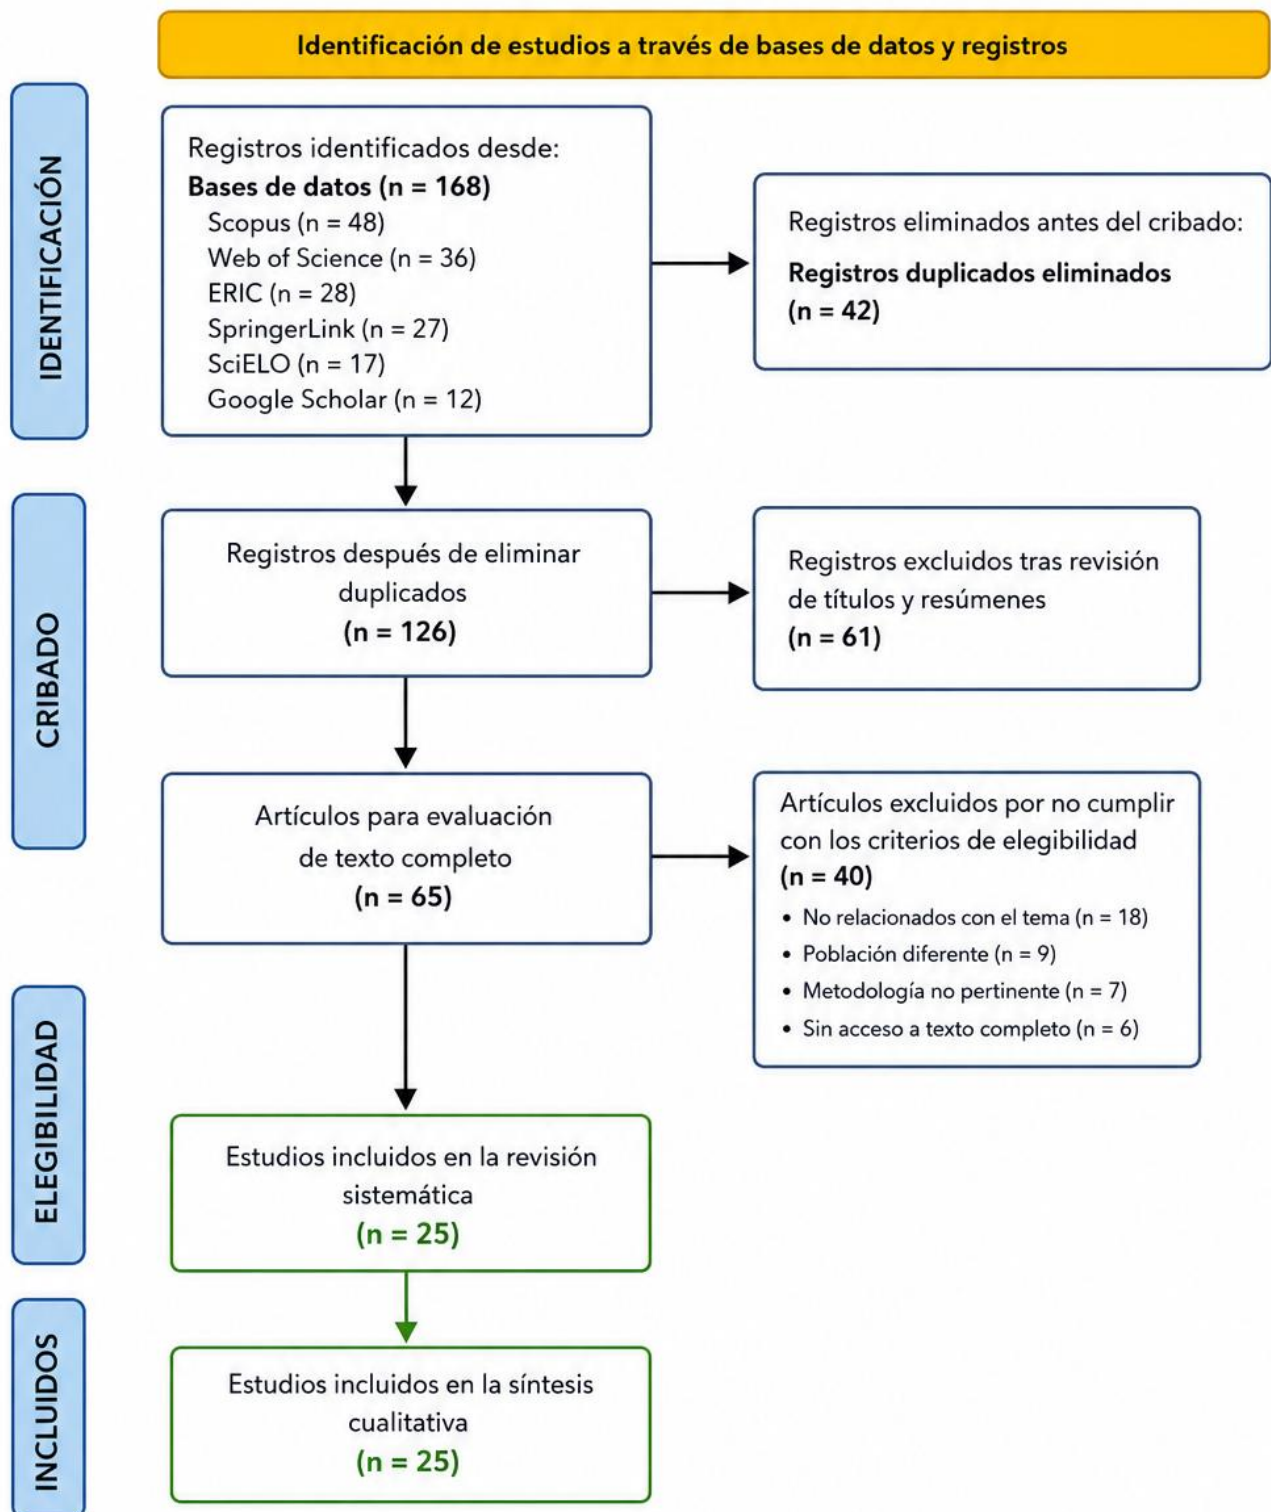 Identificación de estudios a través de bases de datos y registros
IDENTIFICACIÓN
Registros identificados desde:
Bases de datos (n = 168)
Scopus (n = 48)
Web of Science (n = 36)
ERIC (n = 28)
SpringerLink (n = 27)
SciELO (n = 17)
Google Scholar (n = 12)
Registros eliminados antes del cribado:
Registros duplicados eliminados
(n = 42)
CRIBADO
Registros después de eliminar
duplicados
(n = 126)
Registros excluidos tras revisión
de títulos y resúmenes
(n = 61)
Artículos para evaluación
de texto completo
(n = 65)
Artículos excluidos por no cumplir
con los criterios de elegibilidad
(n = 40)
• No relacionados con el tema (n = 18)
• Población diferente (n = 9)
• Metodología no pertinente (n = 7)
• Sin acceso a texto completo (n = 6)
ELEGIBILIDAD
Estudios incluidos en la revisión
sistemática
(n = 25)
INCLUIDOS
Estudios incluidos en la síntesis
cualitativa
(n = 25)